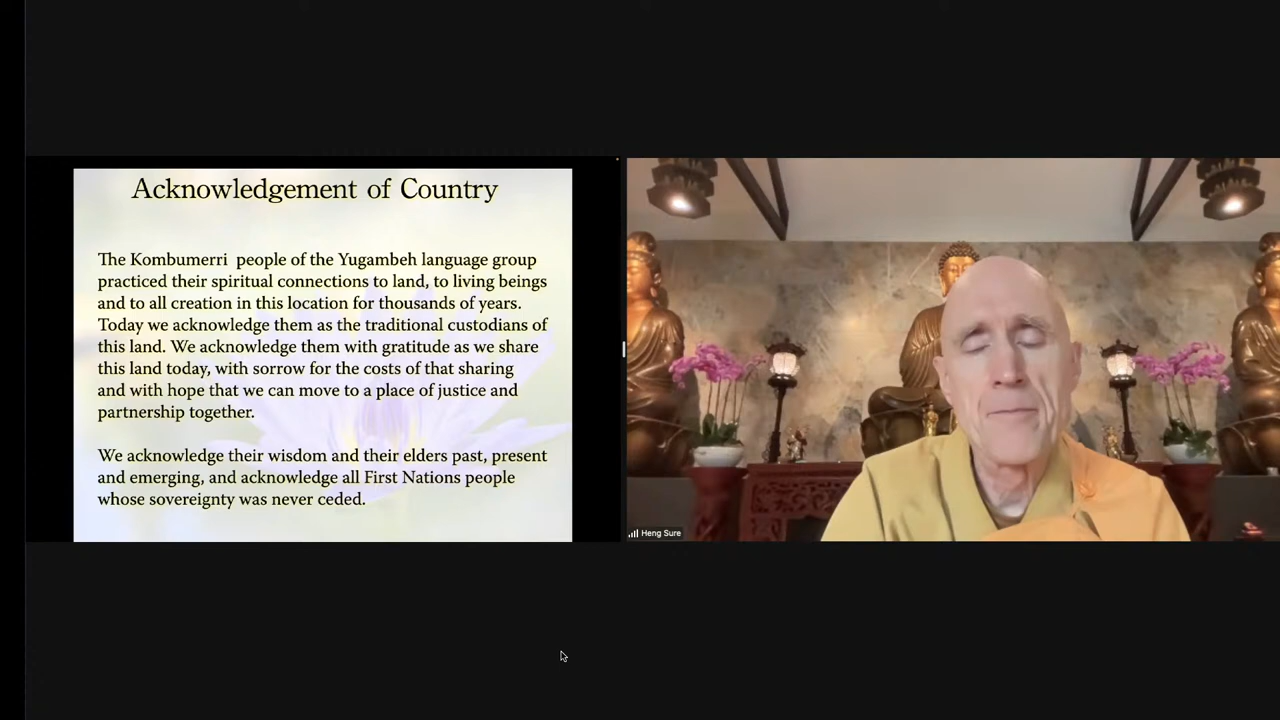 Acknowledgement of Country
The Kombumerri people of the Yugambeh language group
practiced their spiritual connections to land, to living beings
and to all creation in this location for thousands of years.
Today we acknowledge them as the traditional custodians of
this land. We acknowledge them with gratitude as we share
this land today, with sorrow for the costs of that sharing
and with hope that we can move to a place of justice and
partnership together.
We acknowledge their wisdom and their elders past, present
and emerging, and acknowledge all First Nations people
whose sovereignty was never ceded.
Heng Sure